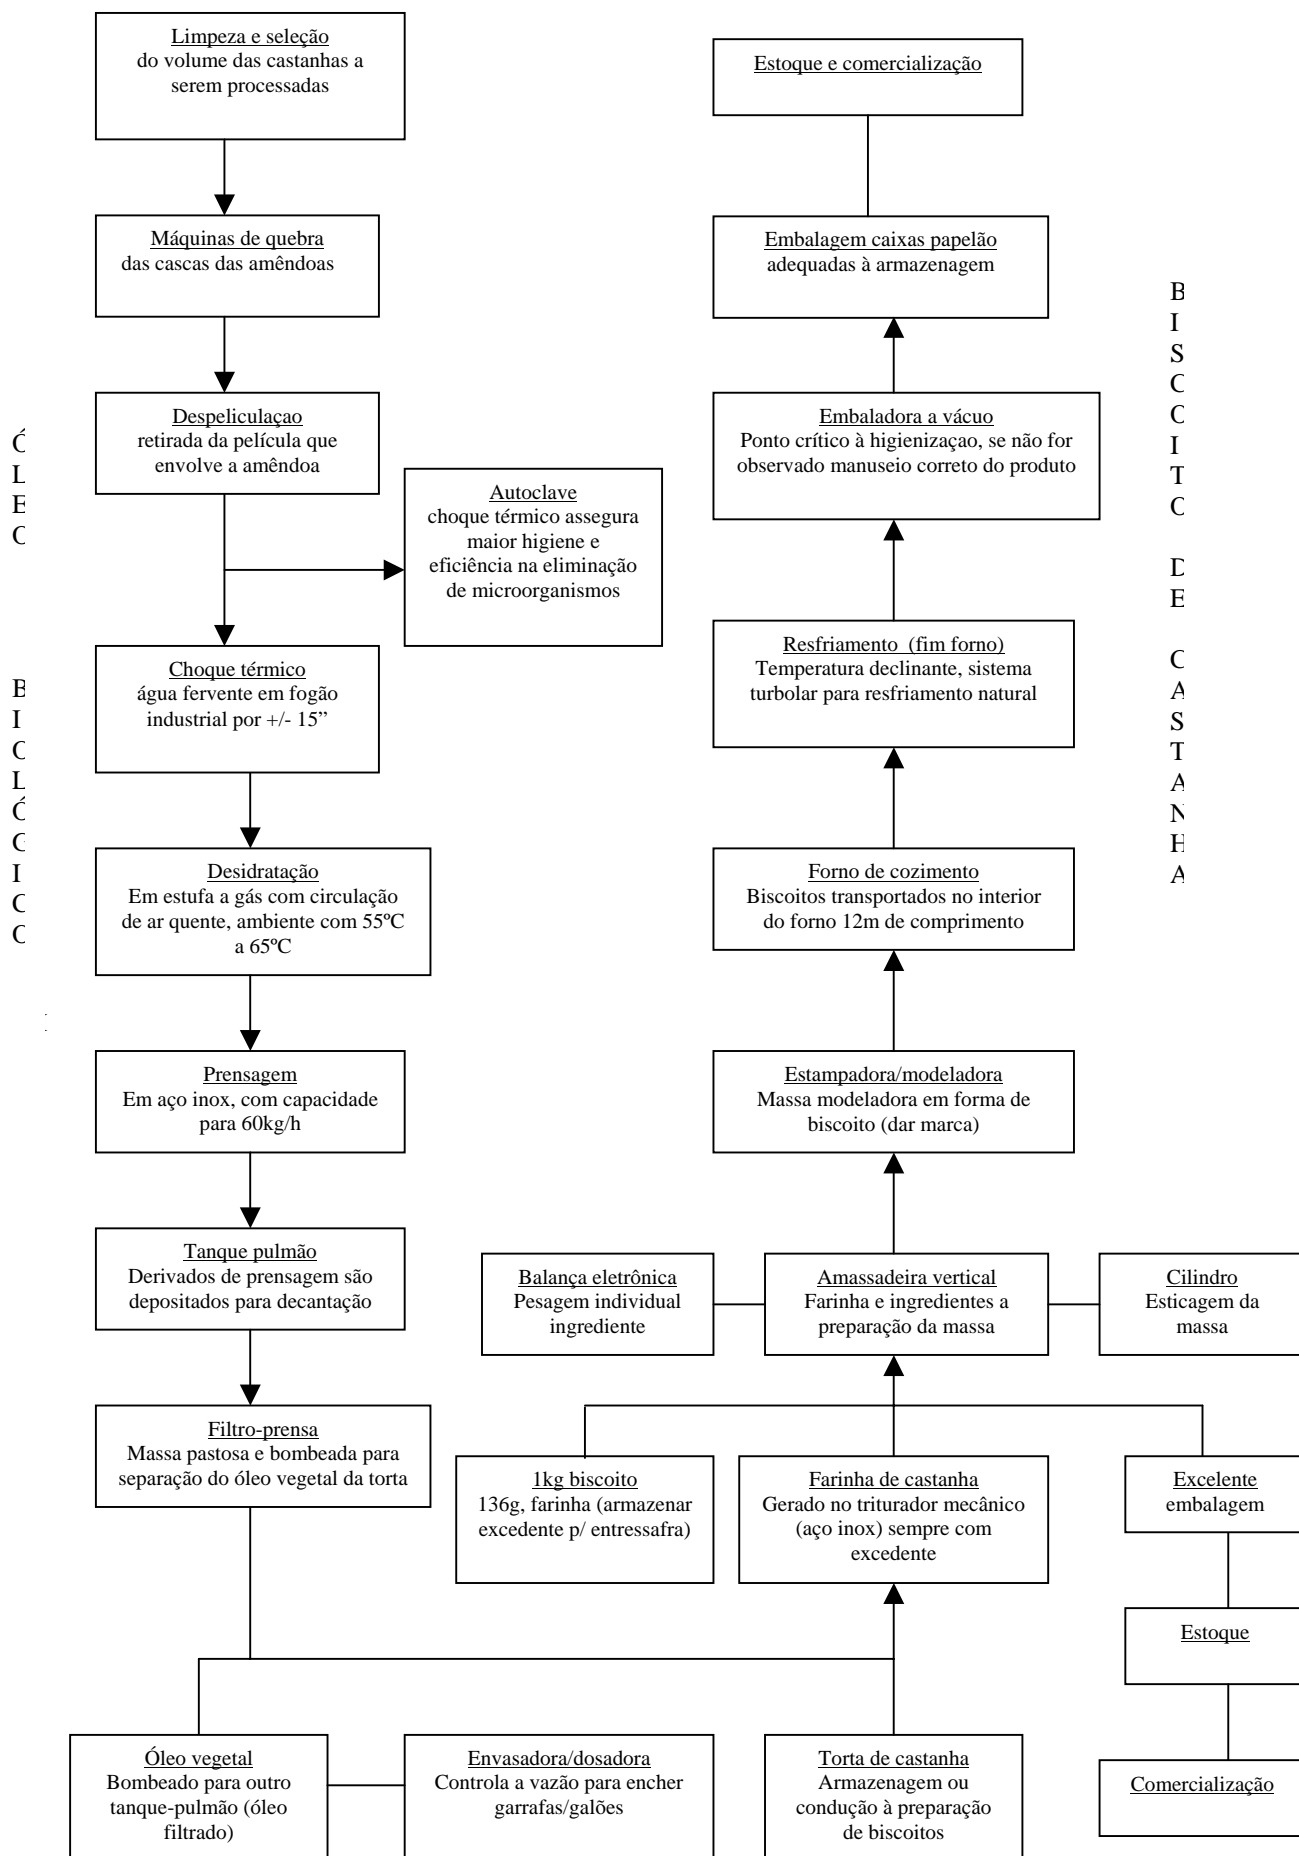 Limpeza e seleção
do volume das castanhas a
serem processadas
Máquinas de quebra
das cascas das amêndoas
Despeliculaçao
retirada da película que
envolve a amêndoa
Autoclave
choque térmico assegura
maior higiene e
eficiência na eliminação
de microorganismos
Choque térmico
água fervente em fogão
industrial por +/- 15”
Desidratação
Em estufa a gás com circulação
de ar quente, ambiente com 55ºC
a 65ºC
Prensagem
Em aço inox, com capacidade
para 60kg/h
Tanque pulmão
Derivados de prensagem são
depositados para decantação
Filtro-prensa
Massa pastosa e bombeada para
separação do óleo vegetal da torta
Óleo vegetal
Bombeado para outro
tanque-pulmão (óleo
filtrado)
Envasadora/dosadora
Controla a vazão para encher
garrafas/galões
Torta de castanha
Armazenagem ou
condução à preparação
de biscoitos
Estoque e comercialização
Embalagem caixas papelão
adequadas à armazenagem
Embaladora a vácuo
Ponto crítico à higienizaçao, se não for
observado manuseio correto do produto
Resfriamento (fim forno)
Temperatura declinante, sistema
turbolar para resfriamento natural
Forno de cozimento
Biscoitos transportados no interior
do forno 12m de comprimento
Estampadora/modeladora
Massa modeladora em forma de
biscoito (dar marca)
Balança eletrônica
Pesagem individual
ingrediente
Amassadeira vertical
Farinha e ingredientes a
preparação da massa
Cilindro
Esticagem da
massa
1kg biscoito
136g, farinha (armazenar
excedente p/ entressafra)
Farinha de castanha
Gerado no triturador mecânico
(aço inox) sempre com
excedente
Excelente
embalagem
Estoque
Comercialização
ÓLEO
BIOLÓGICO
BISCOITO DE CASTANHA